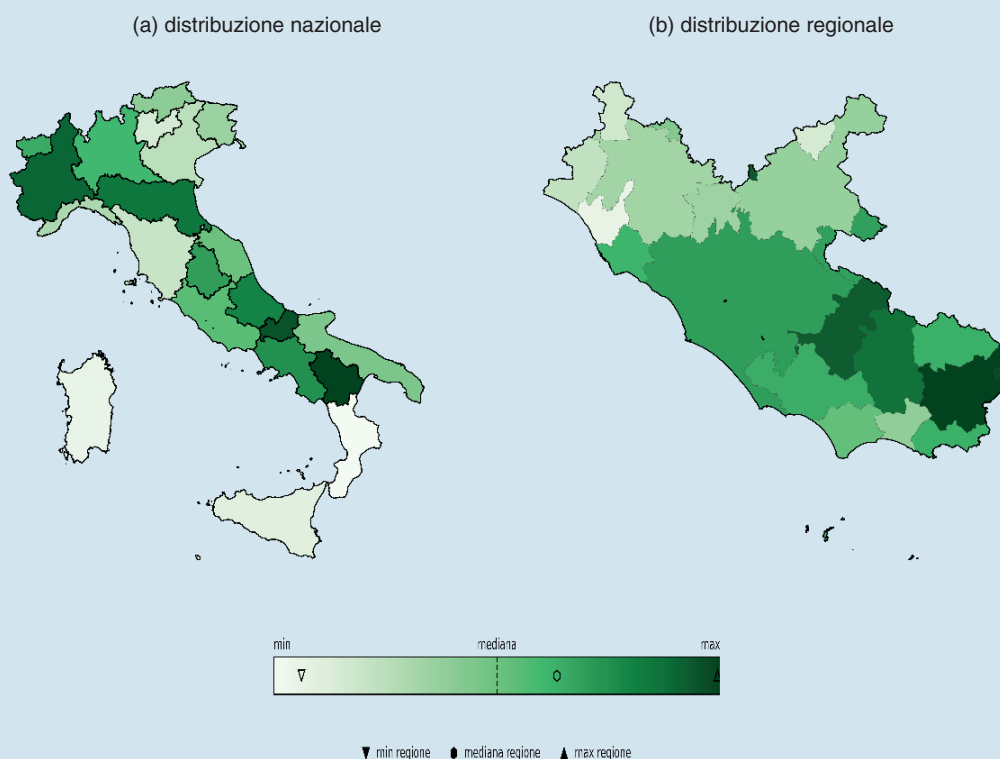 (a) distribuzione nazionale
(b) distribuzione regionale
min mediana max
min regione mediana regione max regione